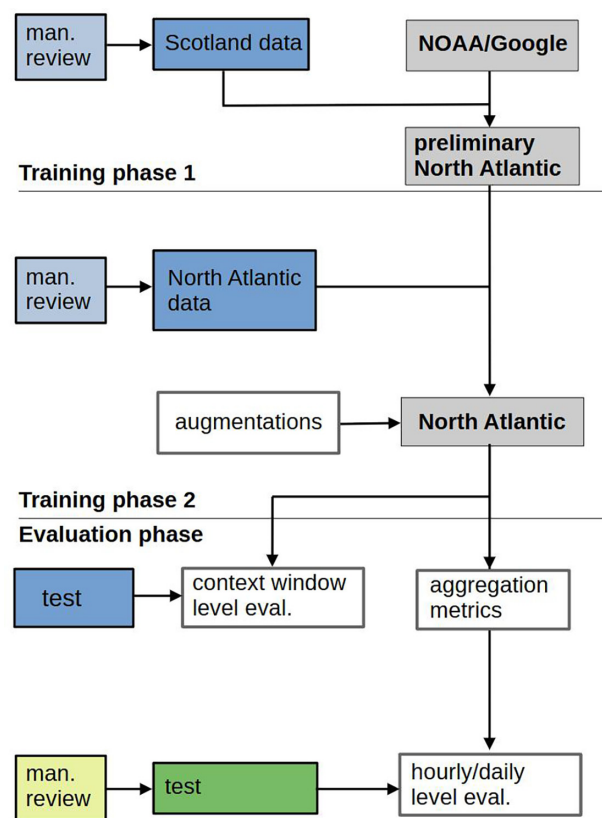 man.
review
Scotland data
NOAA/Google
preliminary
North Atlantic
Training phase 1
man.
review
North Atlantic
data
augmentations
North Atlantic
Training phase 2
Evaluation phase
test
context window
level eval.
aggregation
metrics
man.
review
test
hourly/daily
level eval.